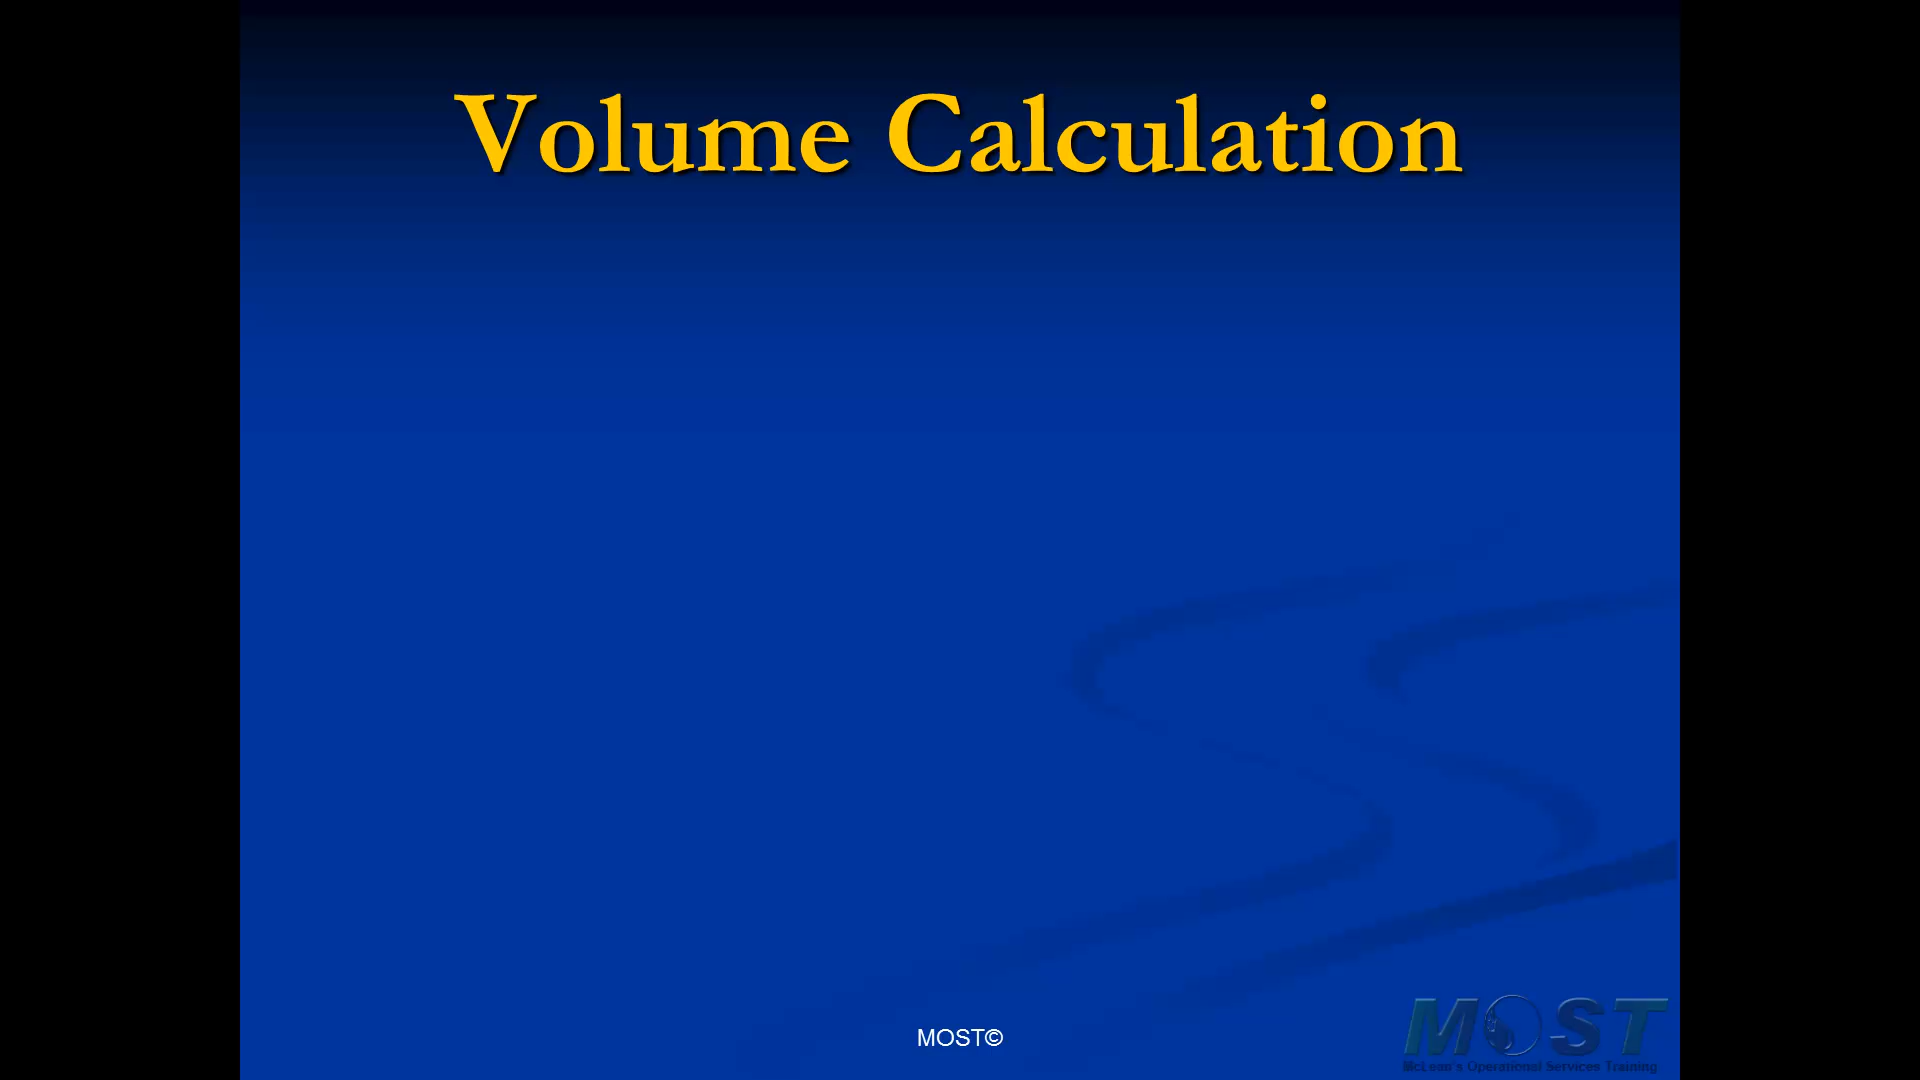 Volume Calculation
MOST©
MOST
McLean's Operational Services Training